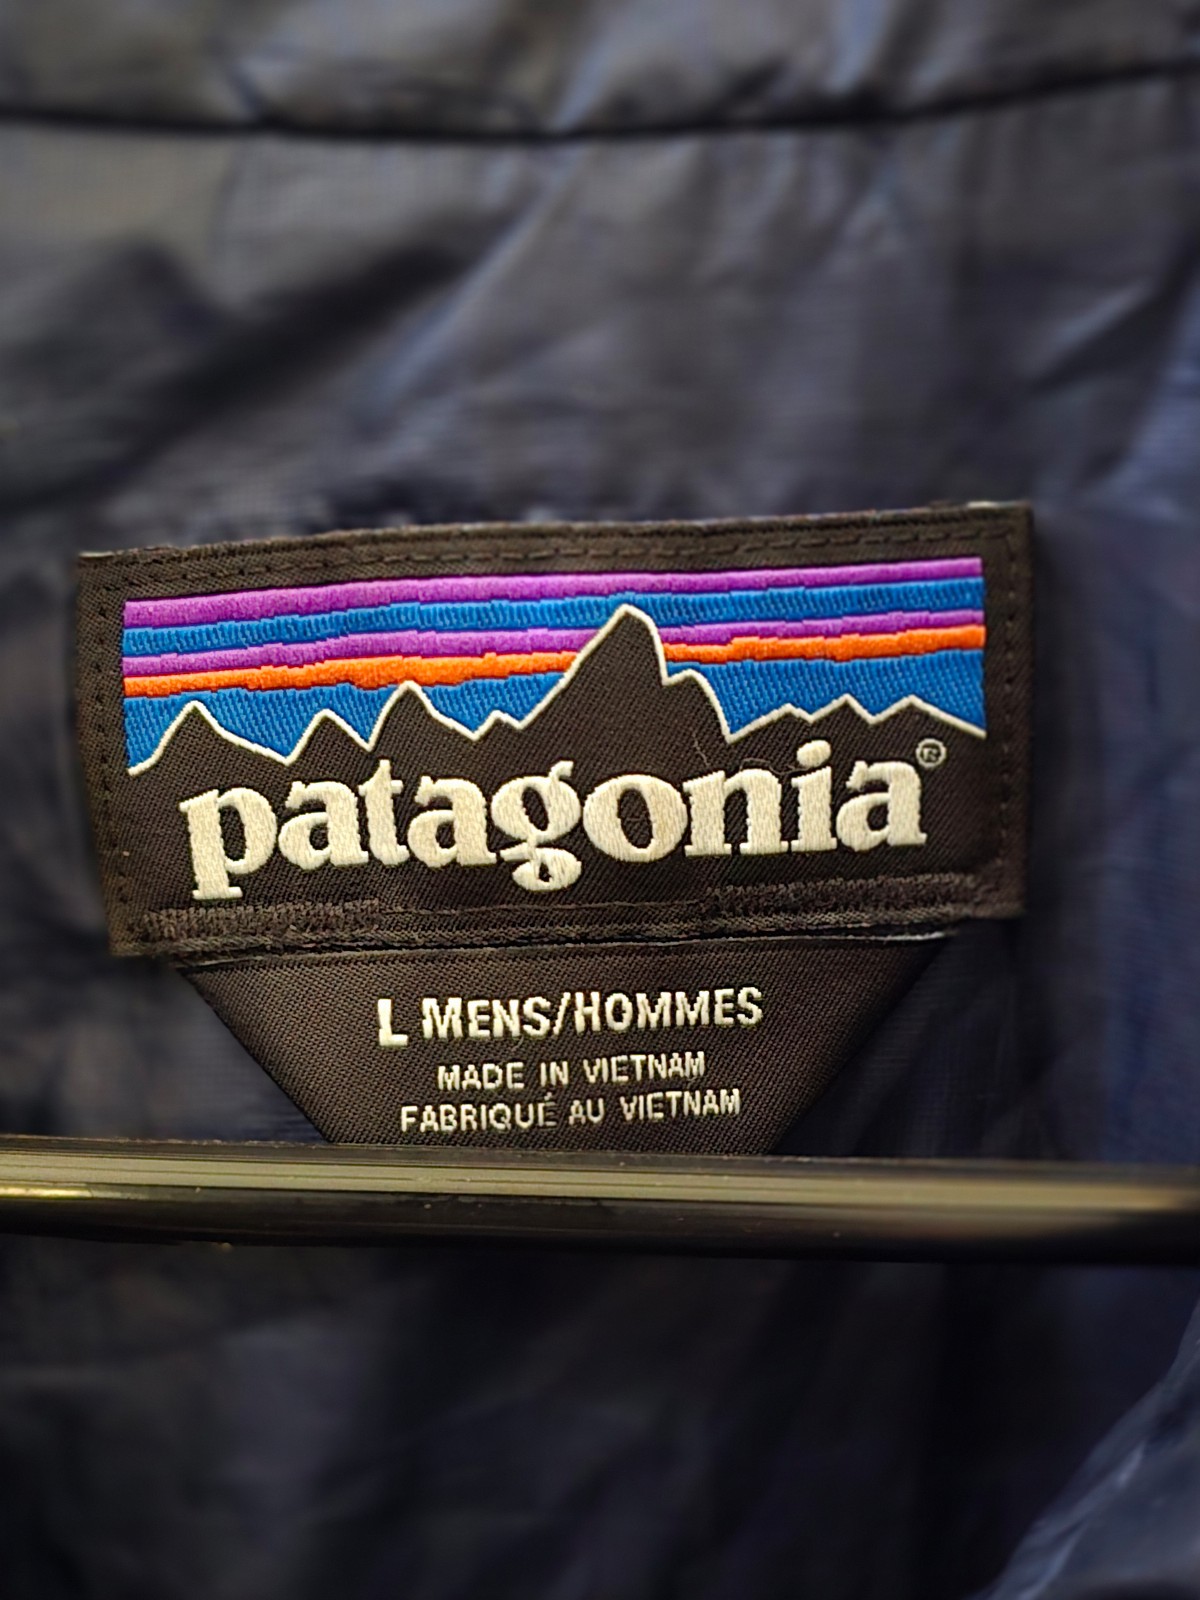 patagonia®
L MENS/HOMMES
MADE IN VIETNAM
FABRIQUÉ AU VIETNAM